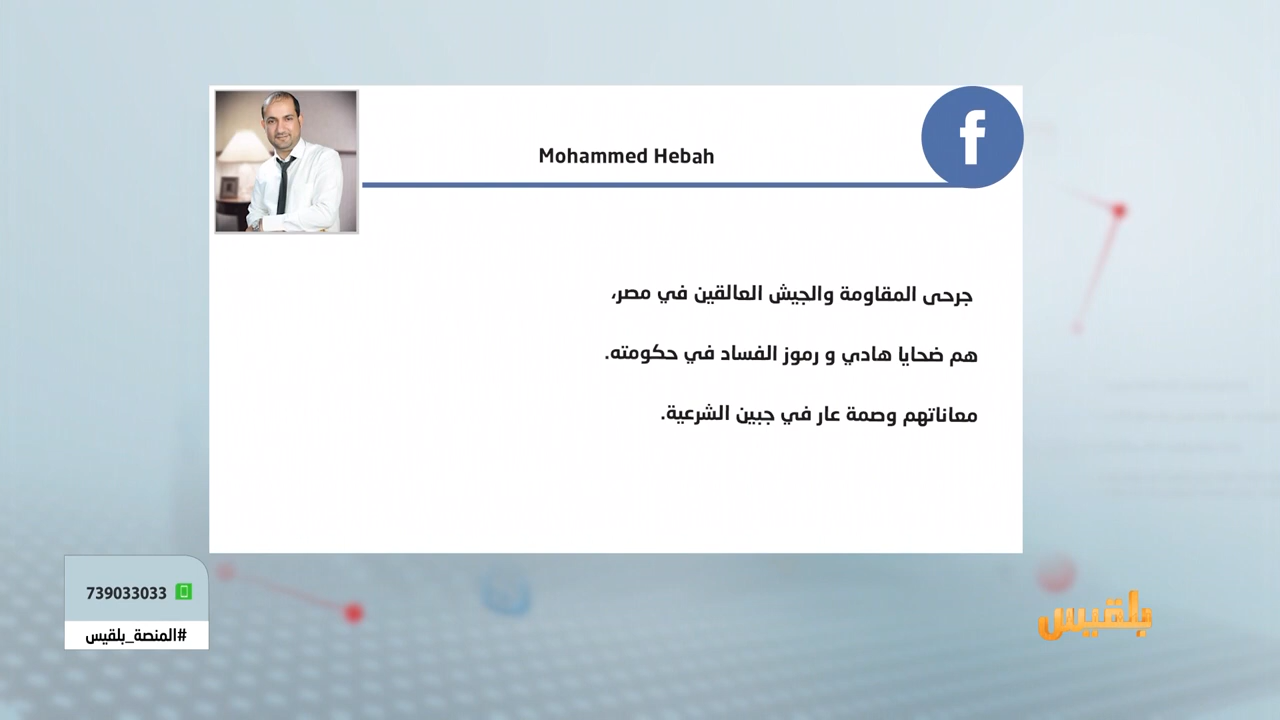 f
Mohammed Hebah
جرحى المقاومة والجيش العالقين في مصر،
هم ضحايا هادي و رموز الفساد في حكومته.
معاناتهم وصمة عار في جبين الشرعية.
739033033
#المنصة_بلقيس
بلقيس